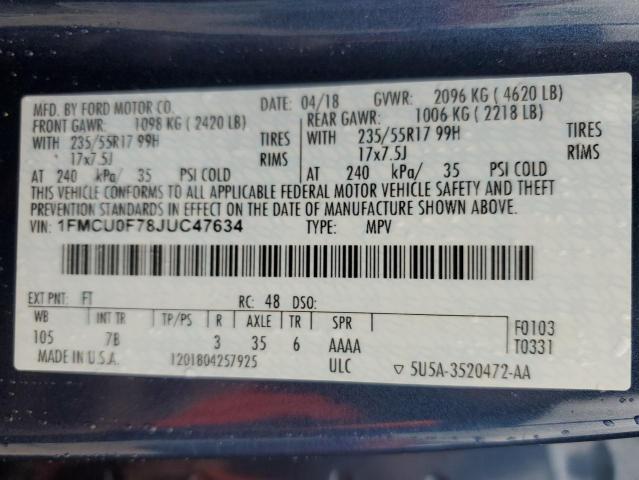 MFD. BY FORD MOTOR CO. DATE: 04/18 GVWR: 2096 KG ( 4620 LB)
FRONT GAWR: 1098 KG ( 2420 LB) REAR GAWR: 1006 KG ( 2218 LB)
WITH 235/55R17 99H TIRES WITH 235/55R17 99H TIRES
17x7.5J RIMS 17x7.5J RIMS
AT 240 kPa/ 35 PSI COLD AT 240 kPa/ 35 PSI COLD
THIS VEHICLE CONFORMS TO ALL APPLICABLE FEDERAL MOTOR VEHICLE SAFETY AND THEFT
PREVENTION STANDARDS IN EFFECT ON THE DATE OF MANUFACTURE SHOWN ABOVE.
VIN: 1FMCU0F78JUC47634 TYPE: MPV
EXT PNT: FT RC: 48 DSO:
WB INT TR TP/PS R AXLE TR SPR F0103
105 7B 3 35 6 AAAA T0331
MADE IN U.S.A. 1201804257925 ULC ▽ 5U5A-3520472-AA